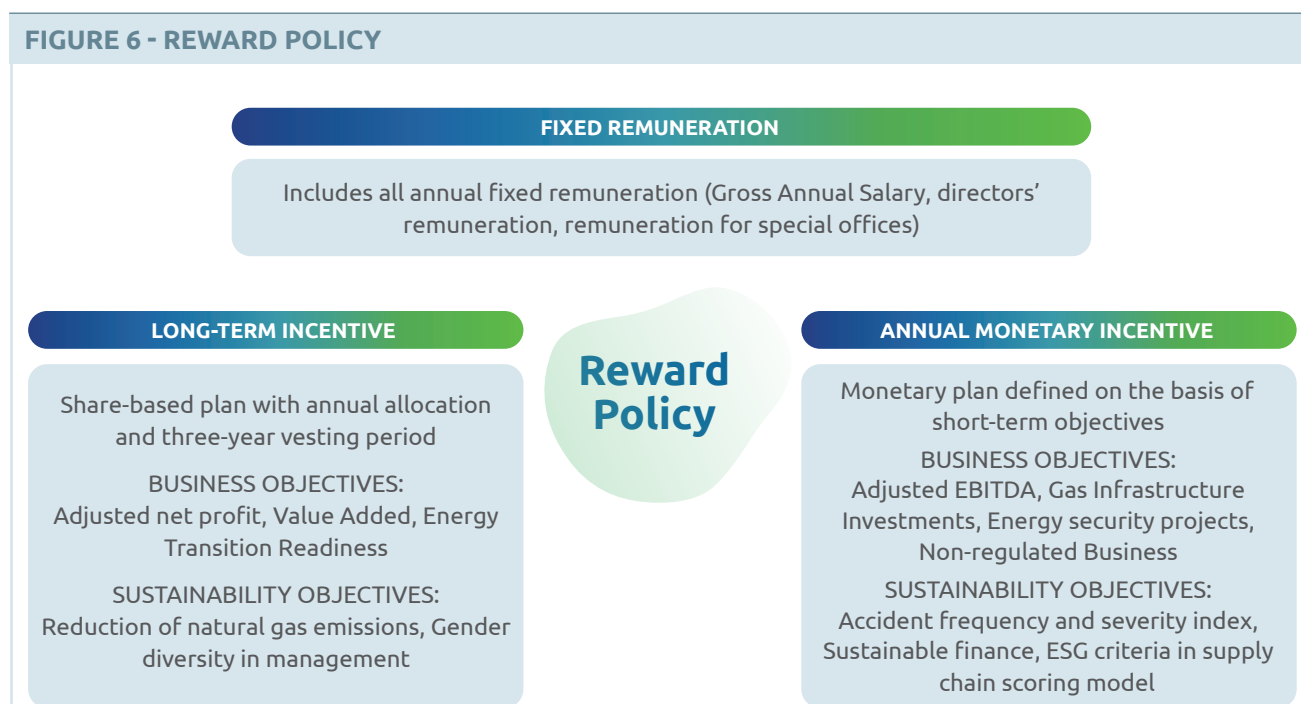 FIGURE 6 - REWARD POLICY
FIXED REMUNERATION
Includes all annual fixed remuneration (Gross Annual Salary, directors’
remuneration, remuneration for special offices)
LONG-TERM INCENTIVE
Share-based plan with annual allocation
and three-year vesting period
BUSINESS OBJECTIVES:
Adjusted net profit, Value Added, Energy
Transition Readiness
SUSTAINABILITY OBJECTIVES:
Reduction of natural gas emissions, Gender
diversity in management
Reward
Policy
ANNUAL MONETARY INCENTIVE
Monetary plan defined on the basis of
short-term objectives
BUSINESS OBJECTIVES:
Adjusted EBITDA, Gas Infrastructure
Investments, Energy security projects,
Non-regulated Business
SUSTAINABILITY OBJECTIVES:
Accident frequency and severity index,
Sustainable finance, ESG criteria in supply
chain scoring model